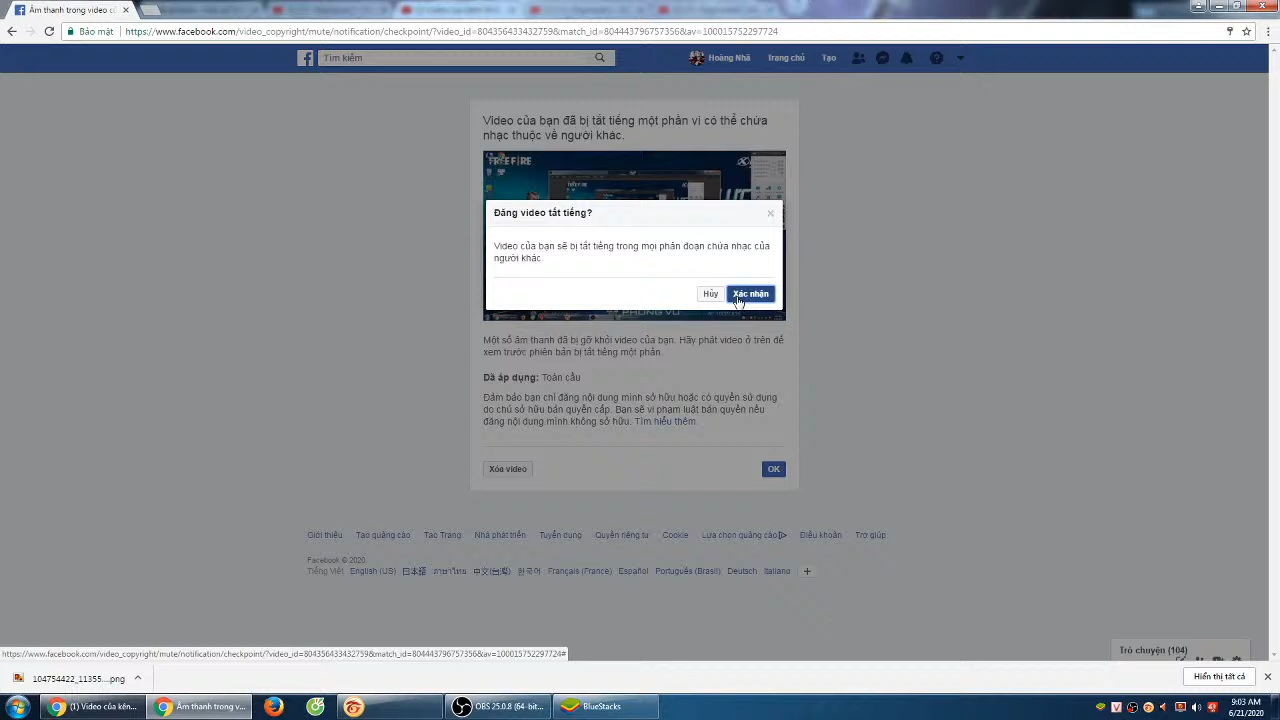 Âm thanh trong video củ
Bảo mật
https://www.facebook.com/video_copyright/mute/notification/checkpoint/?video_id=804356433432759&match_id=804443796757356&av=100015752297724
Tìm kiếm
Hoàng Nhã
Trang chủ
Tạo
Video của bạn đã bị tắt tiếng một phần vì có thể chứa
nhạc thuộc về người khác.
FREE FIRE
Đăng video tắt tiếng?
Video của bạn sẽ bị tắt tiếng trong mọi phân đoạn chứa nhạc của
người khác.
Hủy
Xác nhận
PHONG VU
Một số âm thanh đã bị gỡ khỏi video của bạn. Hãy phát video ở trên để
xem trước phiên bản bị tắt tiếng một phần.
Đã áp dụng: Toàn cầu
Đảm bảo bạn chỉ đăng nội dung mình sở hữu hoặc có quyền sử dụng
do chủ sở hữu bản quyền cấp. Bạn sẽ vi phạm luật bản quyền nếu
đăng nội dung mình không sở hữu. Tìm hiểu thêm.
Xóa video
OK
Giới thiệu
Tạo quảng cáo
Tạo Trang
Nhà phát triển
Tuyển dụng
Quyền riêng tư
Cookie
Lựa chọn quảng cáo
Điều khoản
Trợ giúp
Facebook © 2020
Tiếng Việt
English (US)
日本語
ภาษาไทย
中文(台灣)
한국어
Français (France)
Español
Português (Brasil)
Deutsch
Italiano
Trò chuyện (104)
https://www.facebook.com/video_copyright/mute/notification/checkpoint/?video_id=804356433432759&match_id=804443796757356&av=100015752297724#
104754422_11355....png
Hiển thị tất cả
(1) Video của kên...
Âm thanh trong v...
OBS 25.0.8 (64-bit...
BlueStacks
9:03 AM
6/21/2020